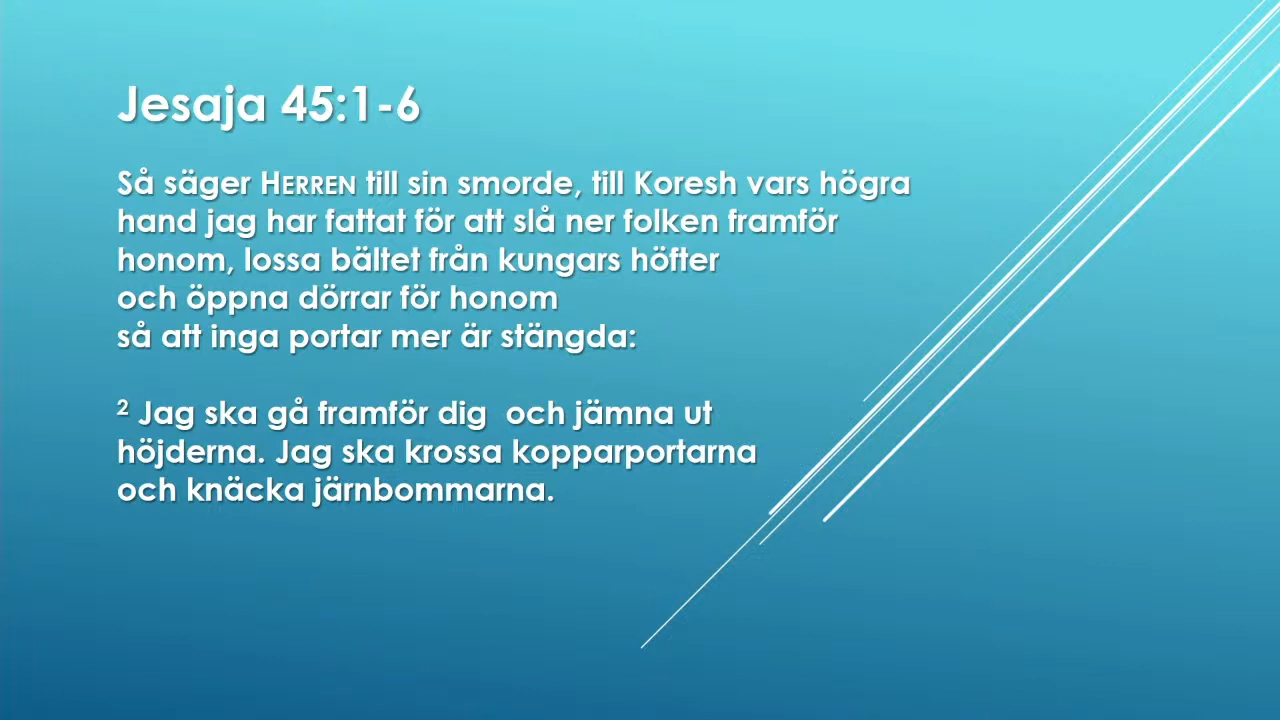 Jesaja 45:1-6
Så säger HERREN till sin smorde, till Koresh vars högra
hand jag har fattat för att slå ner folken framför
honom, lossa bältet från kungars höfter
och öppna dörrar för honom
så att inga portar mer är stängda:
² Jag ska gå framför dig  och jämna ut
höjderna. Jag ska krossa kopparportarna
och knäcka järnbommarna.